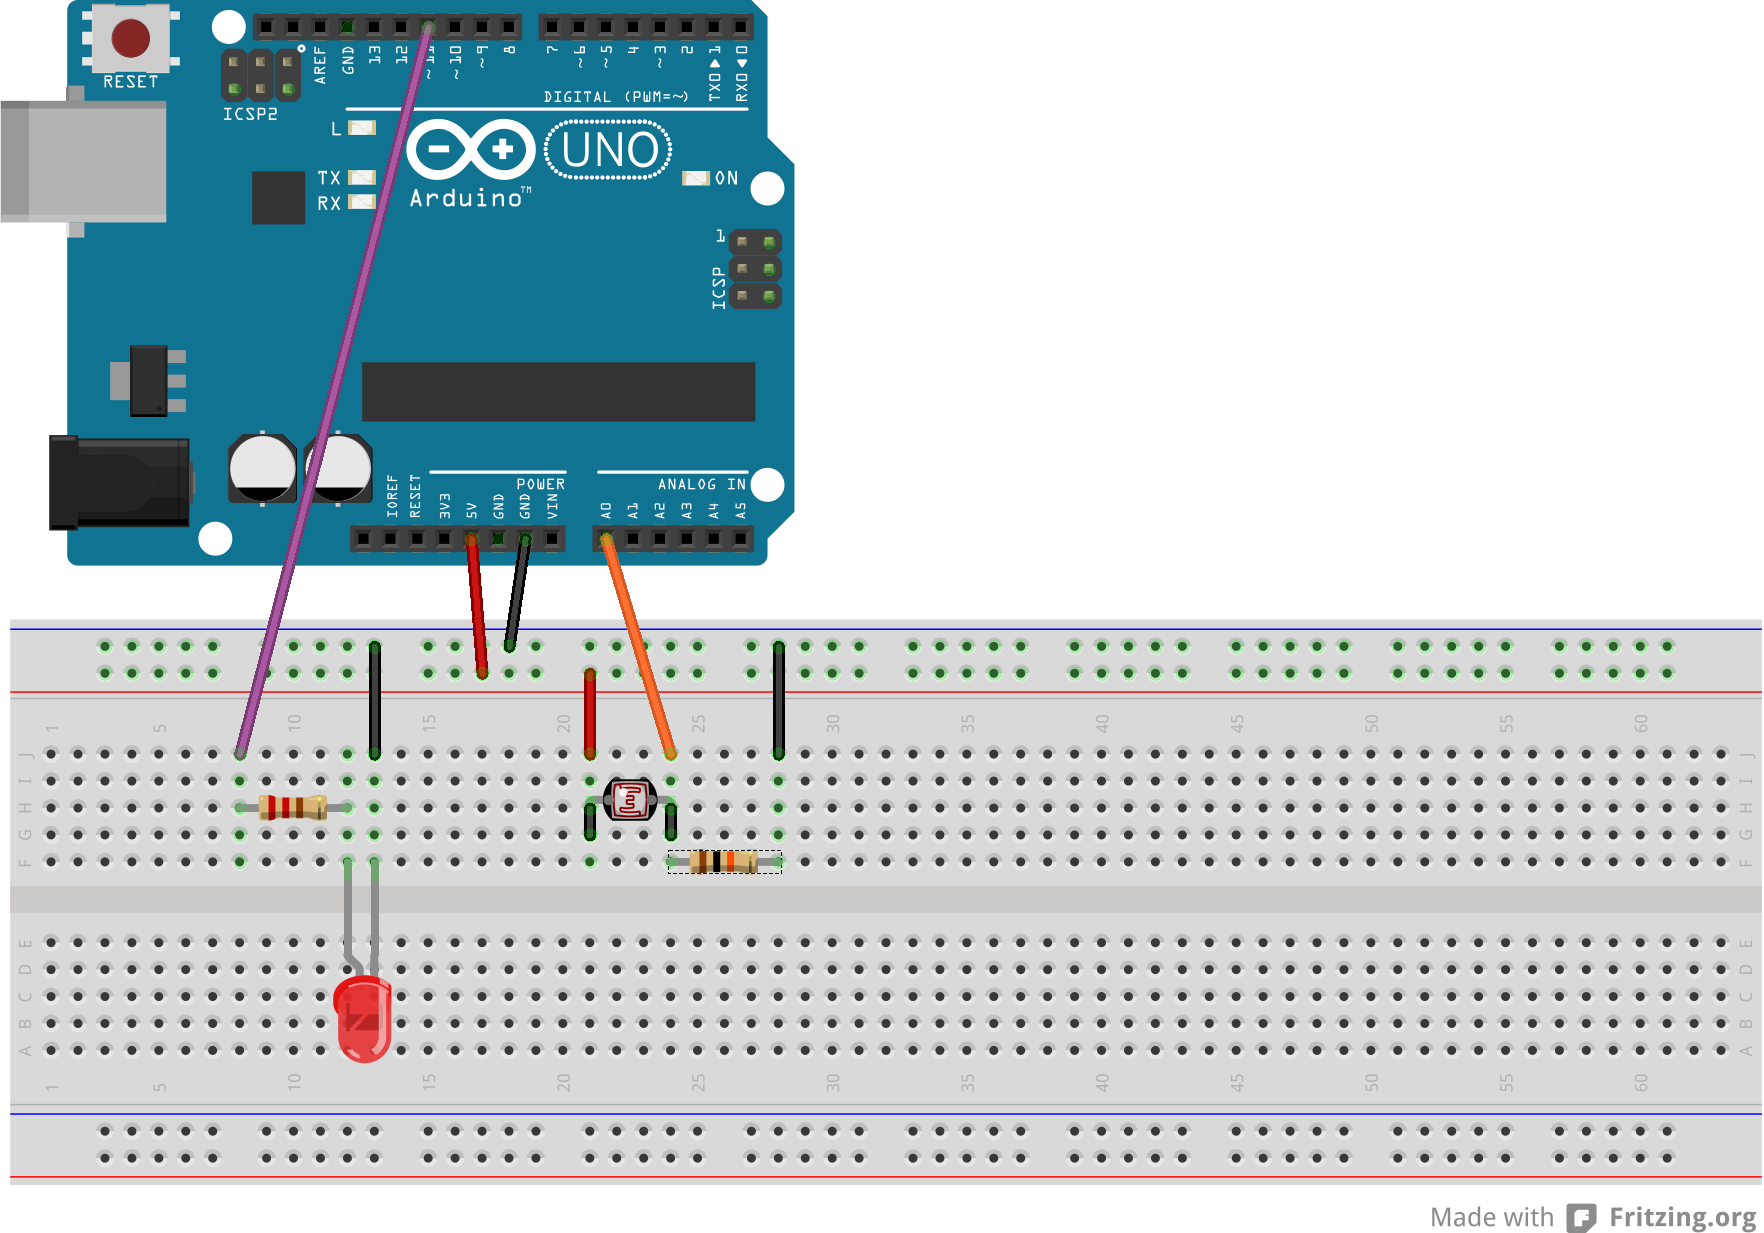 RESET
ICSP2
AREF
GND
13
12
~11
~10
~9
8
7
~6
~5
4
~3
2
TX0▶1
RX0◀0
DIGITAL (PWM=~)
L
TX
RX
Arduino™
UNO
ON
1
ICSP
IOREF
RESET
3V3
5V
GND
GND
VIN
POWER
A0
A1
A2
A3
A4
A5
ANALOG IN
1 5 10 15 20 25 30 35 40 45 50 55 60
J J
I I
H H
G G
F F
E E
D D
C C
B B
A A
1 5 10 15 20 25 30 35 40 45 50 55 60
Made with Fritzing.org